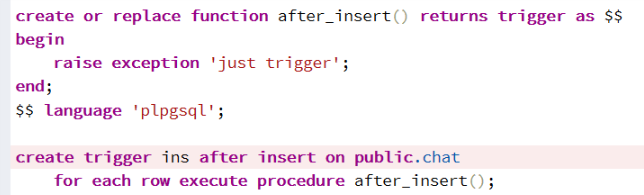 create or replace function after_insert() returns trigger as $$
begin
    raise exception 'just trigger';
end;
$$ language 'plpgsql';
create trigger ins after insert on public.chat
    for each row execute procedure after_insert();